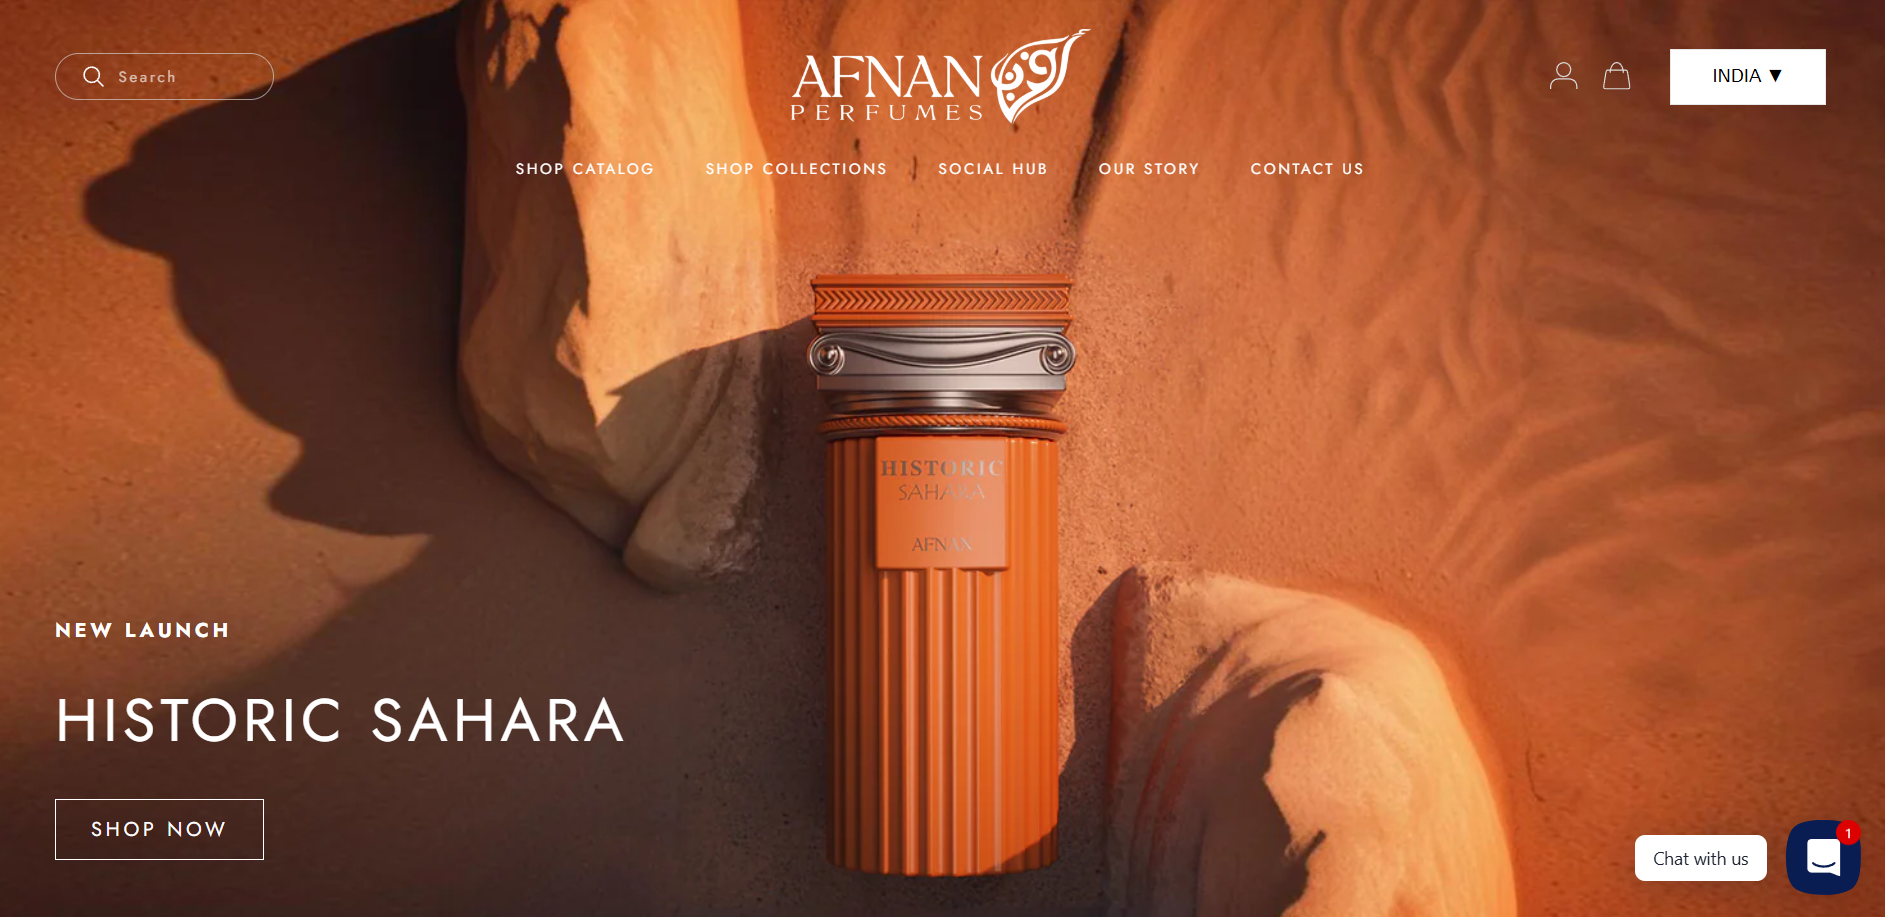 Search
AFNAN
PERFUMES
INDIA ▼
SHOP CATALOG
SHOP COLLECTIONS
SOCIAL HUB
OUR STORY
CONTACT US
HISTORIC
SAHARA
AFNAN
NEW LAUNCH
HISTORIC SAHARA
SHOP NOW
Chat with us
1